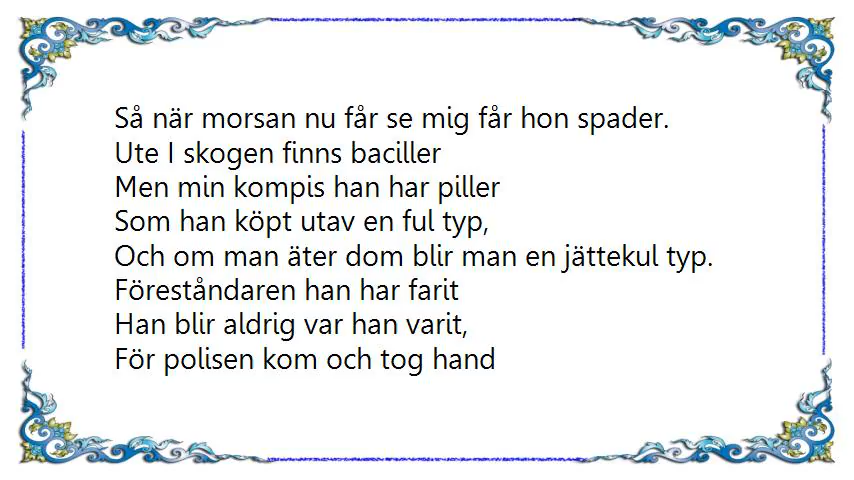 Så när morsan nu får se mig får hon spader.
Ute I skogen finns baciller
Men min kompis han har piller
Som han köpt utav en ful typ,
Och om man äter dom blir man en jättekul typ.
Föreståndaren han har farit
Han blir aldrig var han varit,
För polisen kom och tog hand